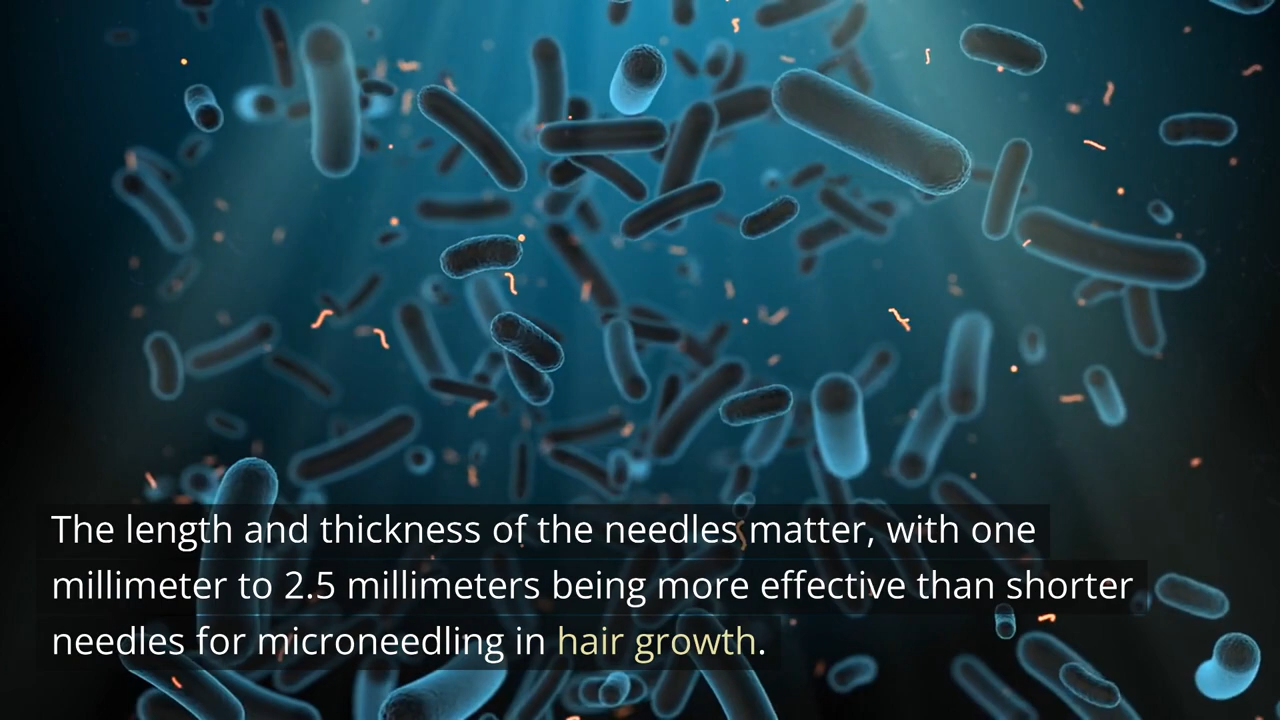 The length and thickness of the needles matter, with one
millimeter to 2.5 millimeters being more effective than shorter
needles for microneedling in hair growth.